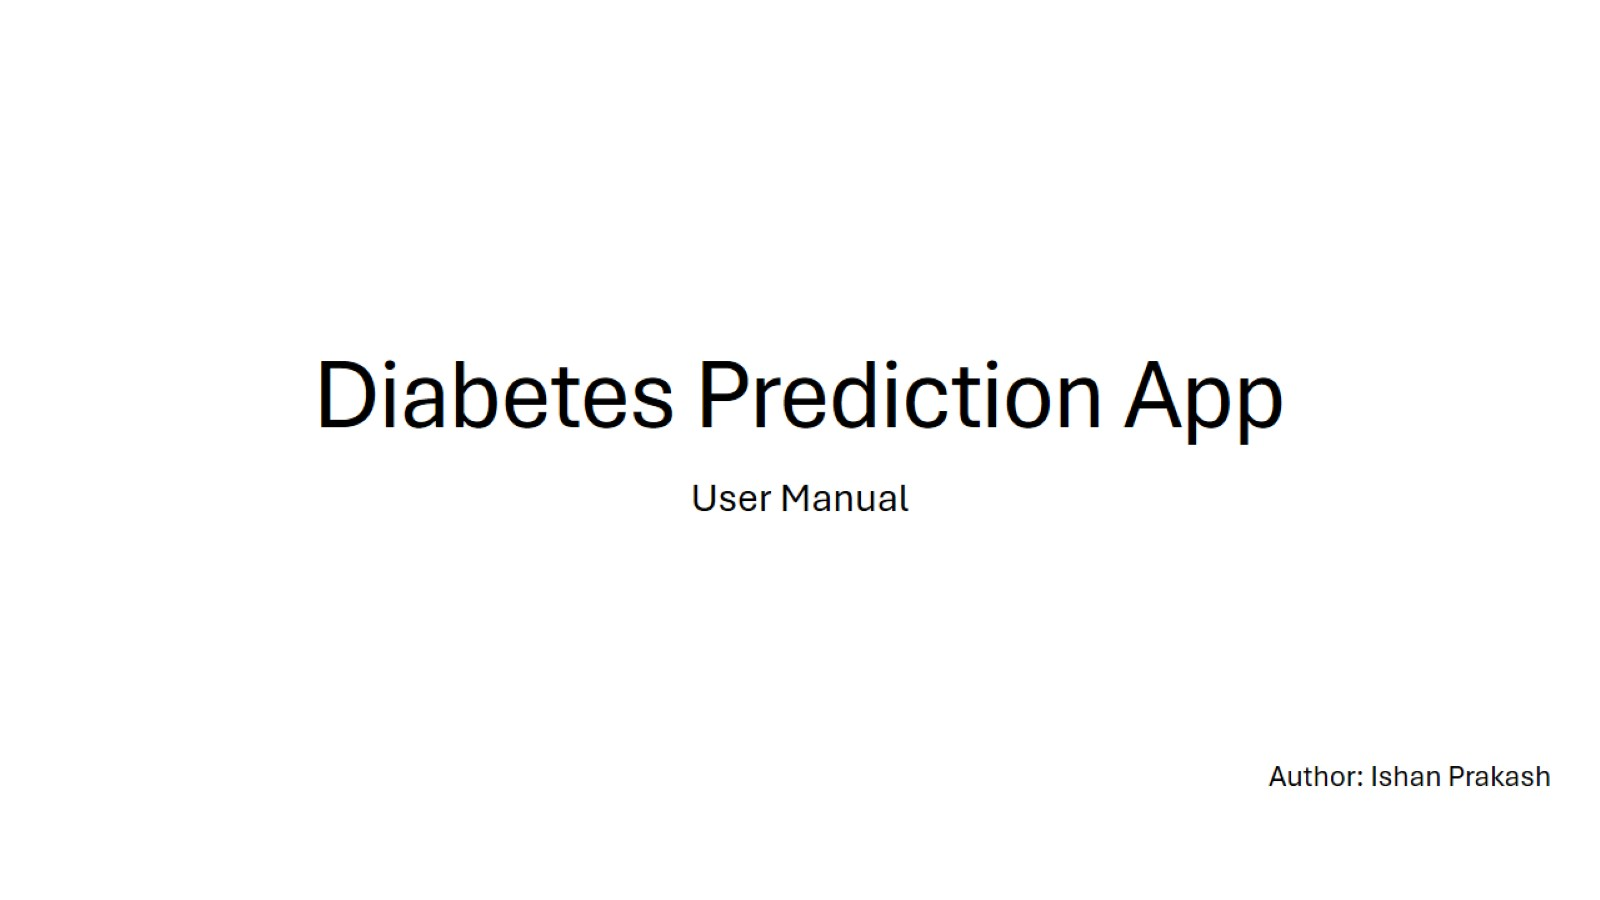 Diabetes Prediction App
User Manual
Author: Ishan Prakash